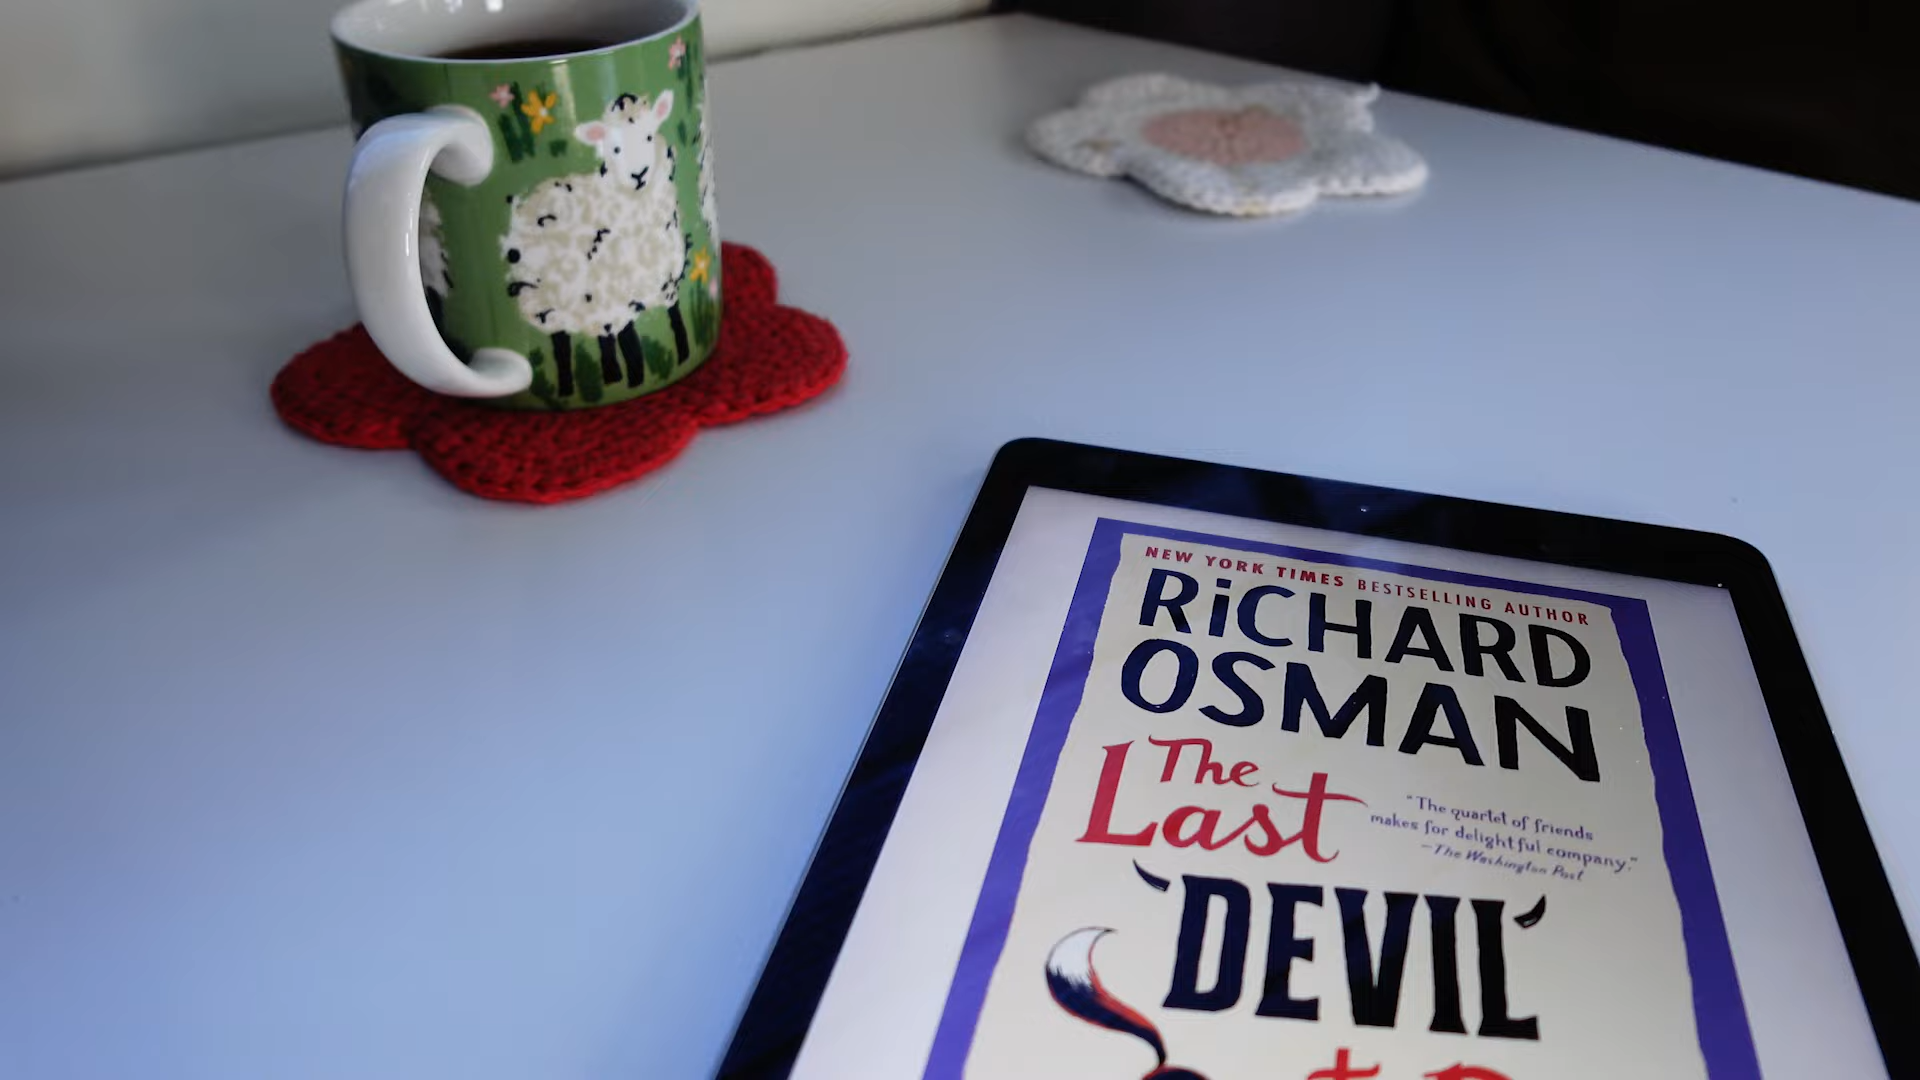 NEW YORK TIMES BESTSELLING AUTHOR
RiCHARD
OSMAN
The
Last
"The quartet of friends
makes for delightful company."
—The Washington Post
DEVIL